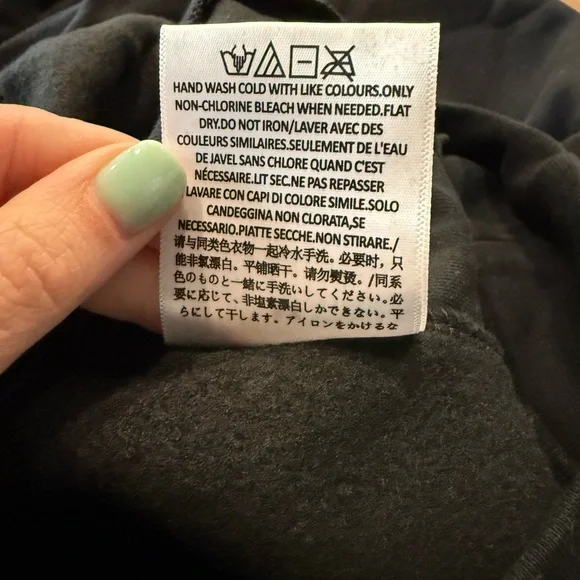 HAND WASH COLD WITH LIKE COLOURS.ONLY
NON-CHLORINE BLEACH WHEN NEEDED.FLAT
DRY.DO NOT IRON/LAVER AVEC DES
COULEURS SIMILAIRES.SEULEMENT DE L'EAU
DE JAVEL SANS CHLORE QUAND C'EST
NÉCESSAIRE.LIT SEC.NE PAS REPASSER
LAVARE CON CAPI DI COLORE SIMILE.SOLO
CANDEGGINA NON CLORATA,SE
NECESSARIO.PIATTE SECCHE.NON STIRARE./
请与同类色衣物一起冷水手洗。必要时，只
能非氯漂白。平铺晒干。请勿熨烫。/同系
色のものと一緒に手洗いしてください。必
要に応じて、非塩素漂白しかできない。平
らにして干します。アイロンをかけるな